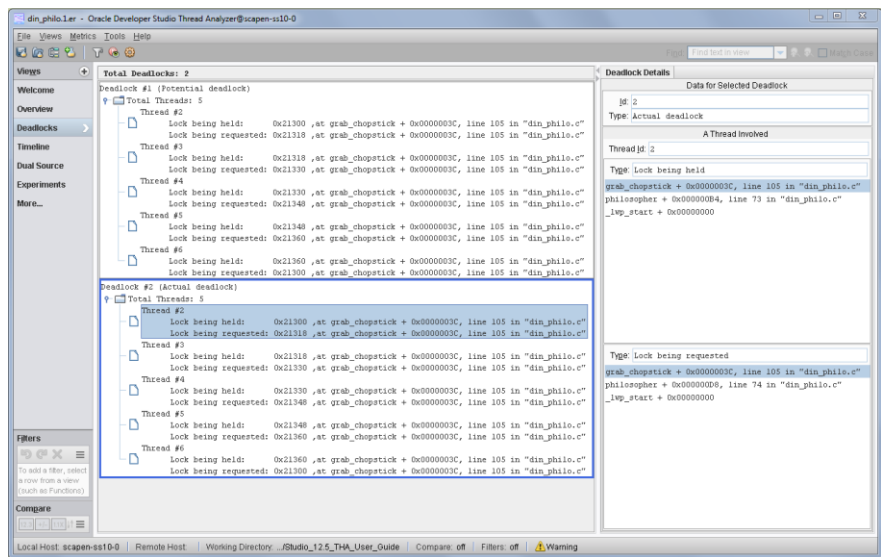 din_philo.1.er - Oracle Developer Studio Thread Analyzer@scapen-ss10-0
File Views Metrics Tools Help
Find: Find text in view Match Case
Views
Welcome
Overview
Deadlocks
Timeline
Dual Source
Experiments
More...
Filters
To add a filter, select
a row from a view
(such as Functions)
Compare
Total Deadlocks: 2
Deadlock #1 (Potential deadlock)
Total Threads: 5
Thread #2
Lock being held: 0x21300 ,at grab_chopstick + 0x0000003C, line 105 in "din_philo.c"
Lock being requested: 0x21318 ,at grab_chopstick + 0x0000003C, line 105 in "din_philo.c"
Thread #3
Lock being held: 0x21318 ,at grab_chopstick + 0x0000003C, line 105 in "din_philo.c"
Lock being requested: 0x21330 ,at grab_chopstick + 0x0000003C, line 105 in "din_philo.c"
Thread #4
Lock being held: 0x21330 ,at grab_chopstick + 0x0000003C, line 105 in "din_philo.c"
Lock being requested: 0x21348 ,at grab_chopstick + 0x0000003C, line 105 in "din_philo.c"
Thread #5
Lock being held: 0x21348 ,at grab_chopstick + 0x0000003C, line 105 in "din_philo.c"
Lock being requested: 0x21360 ,at grab_chopstick + 0x0000003C, line 105 in "din_philo.c"
Thread #6
Lock being held: 0x21360 ,at grab_chopstick + 0x0000003C, line 105 in "din_philo.c"
Lock being requested: 0x21300 ,at grab_chopstick + 0x0000003C, line 105 in "din_philo.c"
Deadlock #2 (Actual deadlock)
Total Threads: 5
Thread #2
Lock being held: 0x21300 ,at grab_chopstick + 0x0000003C, line 105 in "din_philo.c"
Lock being requested: 0x21318 ,at grab_chopstick + 0x0000003C, line 105 in "din_philo.c"
Thread #3
Lock being held: 0x21318 ,at grab_chopstick + 0x0000003C, line 105 in "din_philo.c"
Lock being requested: 0x21330 ,at grab_chopstick + 0x0000003C, line 105 in "din_philo.c"
Thread #4
Lock being held: 0x21330 ,at grab_chopstick + 0x0000003C, line 105 in "din_philo.c"
Lock being requested: 0x21348 ,at grab_chopstick + 0x0000003C, line 105 in "din_philo.c"
Thread #5
Lock being held: 0x21348 ,at grab_chopstick + 0x0000003C, line 105 in "din_philo.c"
Lock being requested: 0x21360 ,at grab_chopstick + 0x0000003C, line 105 in "din_philo.c"
Thread #6
Lock being held: 0x21360 ,at grab_chopstick + 0x0000003C, line 105 in "din_philo.c"
Lock being requested: 0x21300 ,at grab_chopstick + 0x0000003C, line 105 in "din_philo.c"
Deadlock Details
Data for Selected Deadlock
Id: 2
Type: Actual deadlock
A Thread Involved
Thread Id: 2
Type: Lock being held
grab_chopstick + 0x0000003C, line 105 in "din_philo.c"
philosopher + 0x000000B4, line 73 in "din_philo.c"
_lwp_start + 0x00000000
Type: Lock being requested
grab_chopstick + 0x0000003C, line 105 in "din_philo.c"
philosopher + 0x000000D8, line 74 in "din_philo.c"
_lwp_start + 0x00000000
Local Host: scapen-ss10-0 Remote Host: Working Directory: .../Studio_12.5_THA_User_Guide Compare: off Filters: off Warning